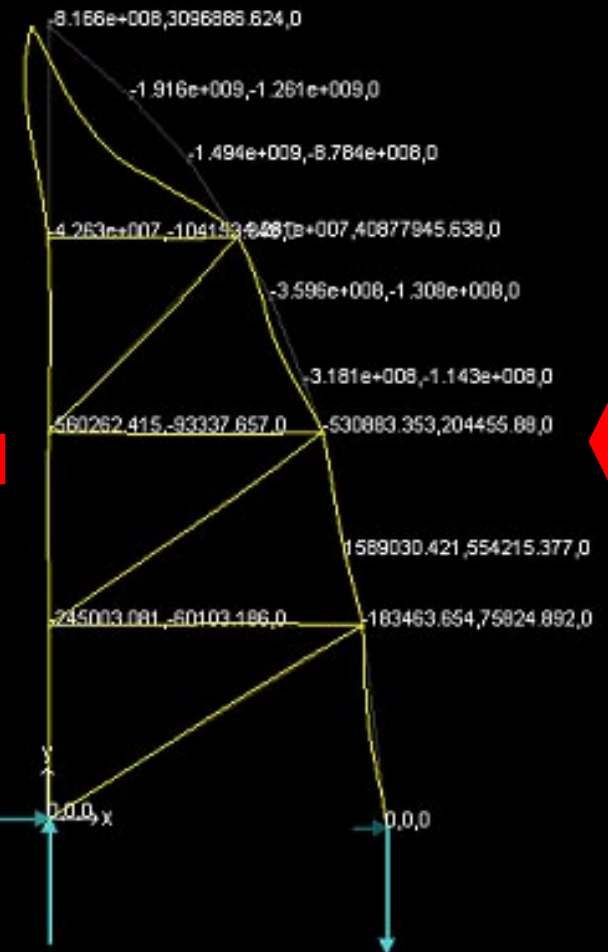 -8.166e+008,3096886.624,0
-1.916e+009,-1.261e+009,0
-1.494e+009,-8.784e+008,0
-4.263e+007, 40877945.638,0
-3.596e+008,-1.308e+008,0
-3.181e+008,-1.143e+008,0
-560262.415,-93337.657,0 -530883.353,204455.88,0
1589030.421,554215.377,0
-245003.081,-60103.186,0 -183463.654,75824.892,0
y
0,0,0 x 0,0,0